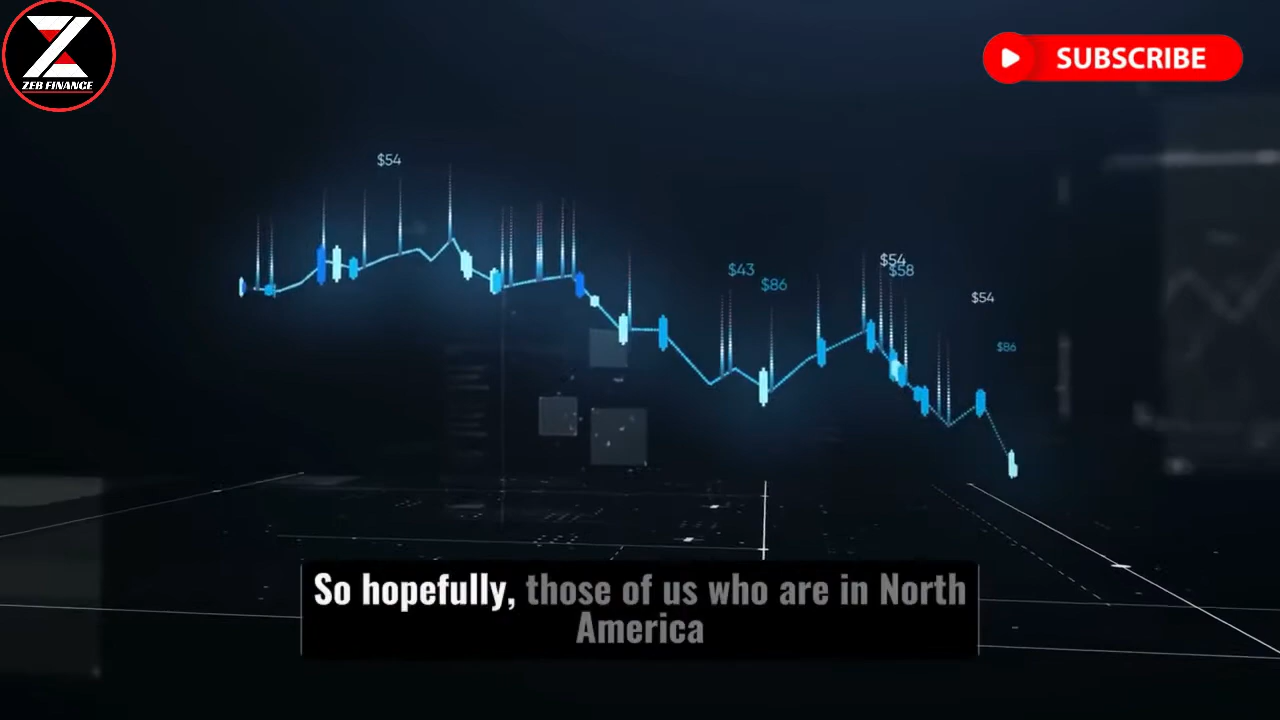 ZEB FINANCE
SUBSCRIBE
$54
$43
$86
$54
$58
$54
$86
So hopefully, those of us who are in North
America